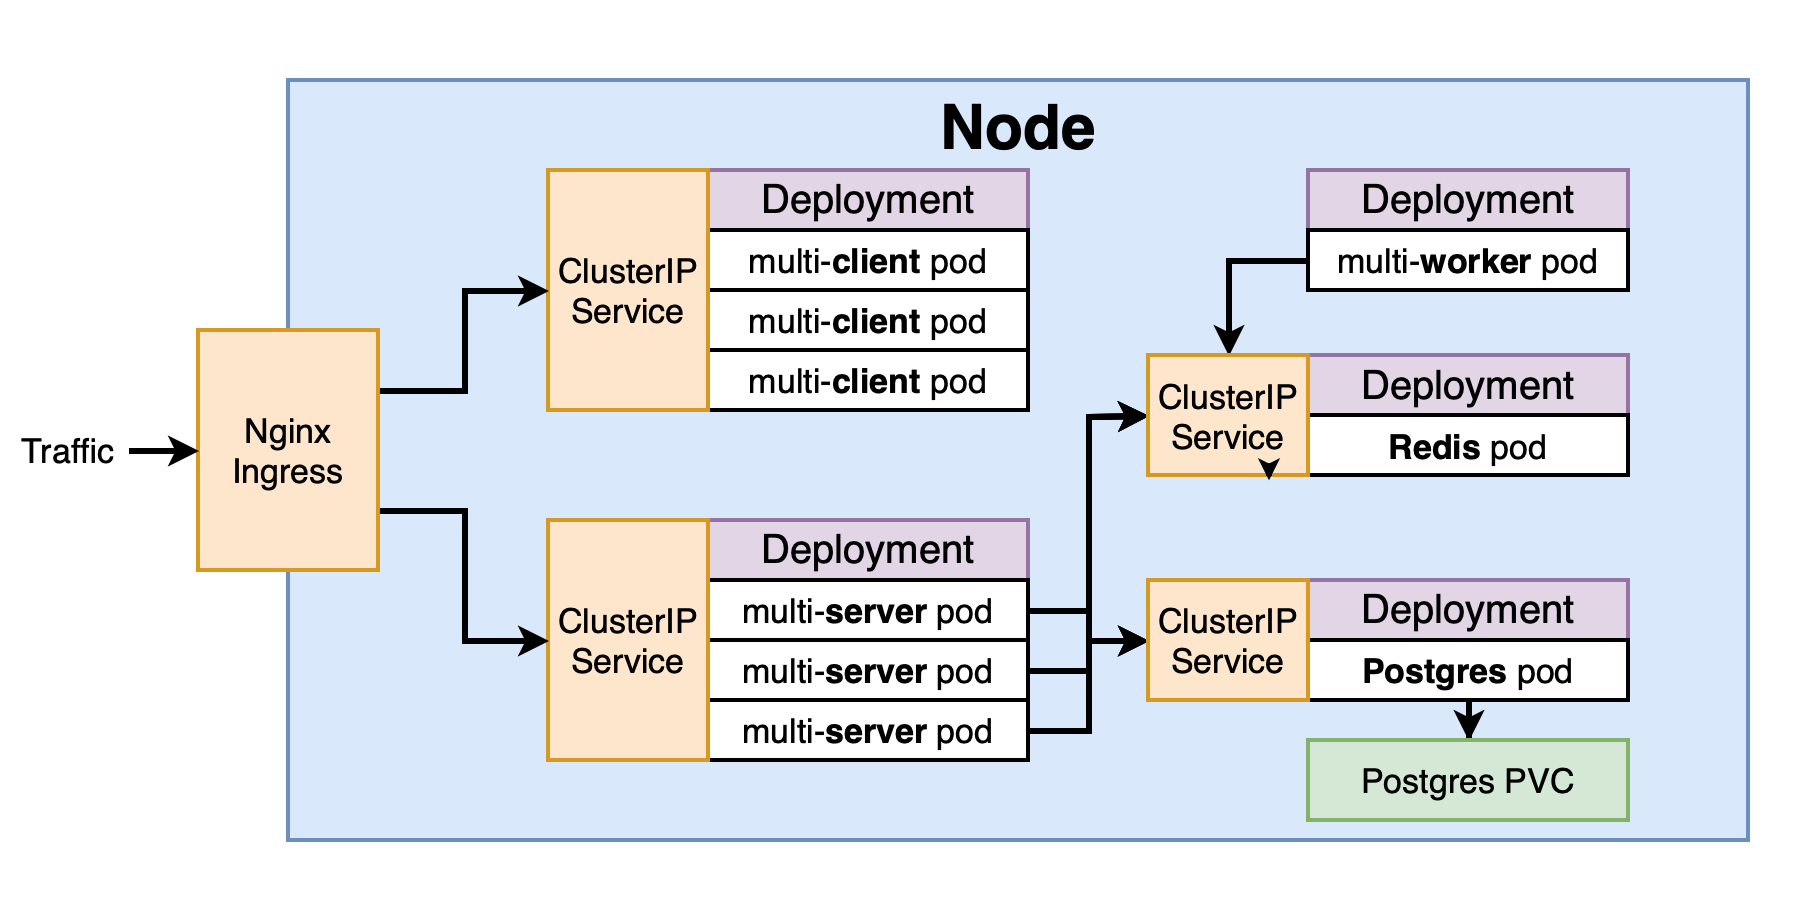 Node
Traffic
Nginx
Ingress
ClusterIP
Service
Deployment
multi-client pod
multi-client pod
multi-client pod
ClusterIP
Service
Deployment
multi-server pod
multi-server pod
multi-server pod
Deployment
multi-worker pod
ClusterIP
Service
Deployment
Redis pod
ClusterIP
Service
Deployment
Postgres pod
Postgres PVC